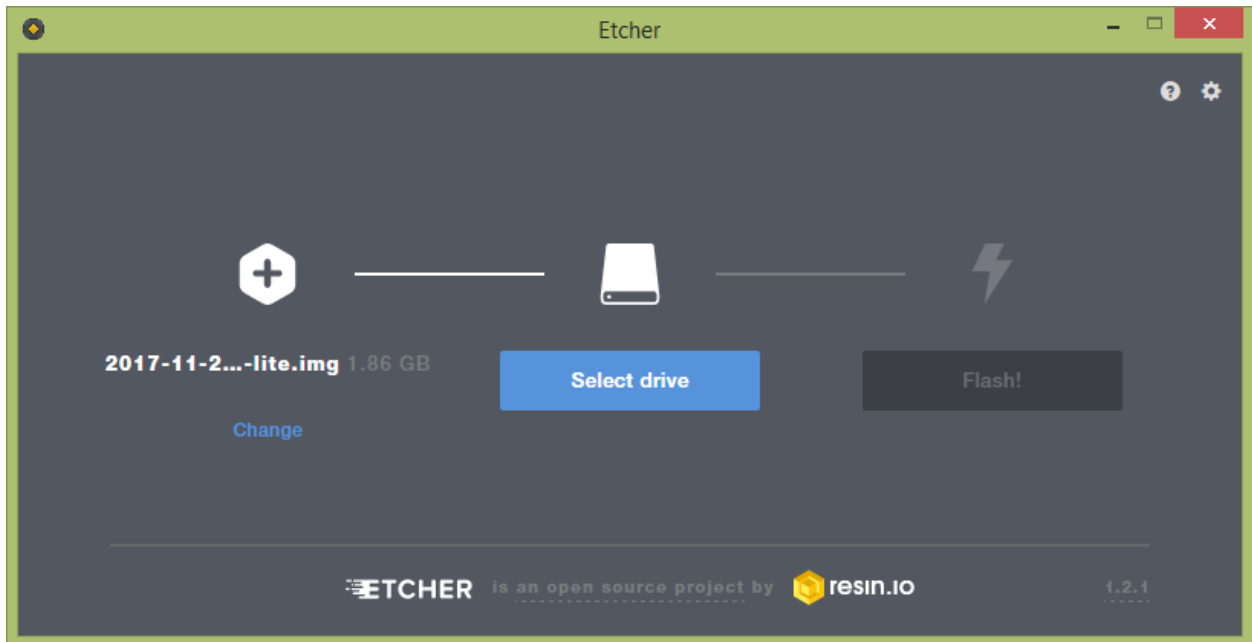 Etcher
2017-11-2...-lite.img 1.86 GB
Change
Select drive
Flash!
ETCHER is an open source project by resin.io 1.2.1